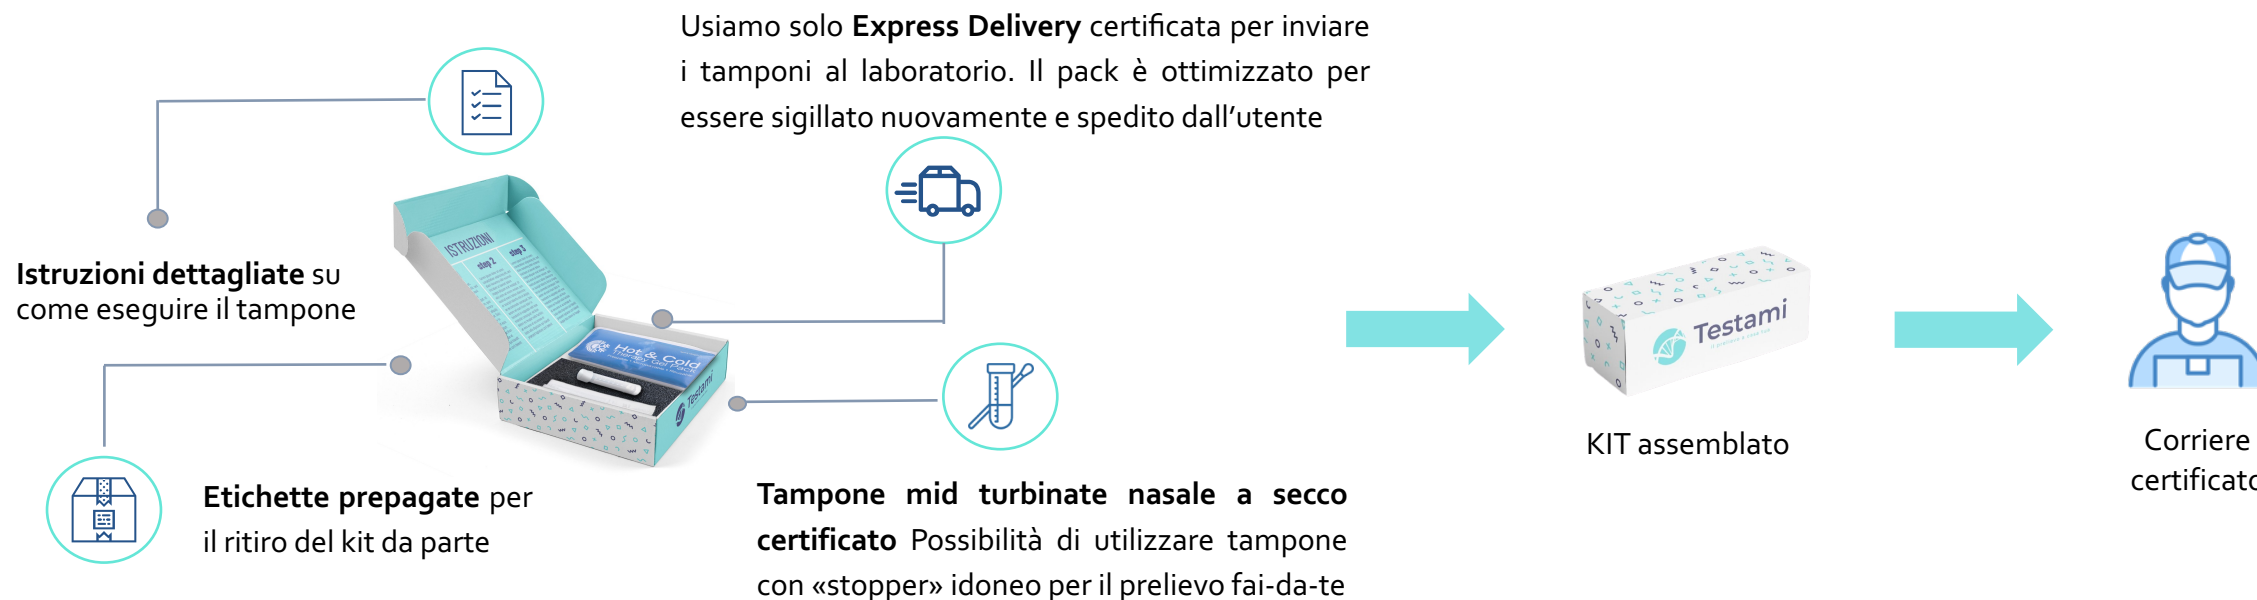 Usiamo solo Express Delivery certificata per inviare
i tamponi al laboratorio. Il pack è ottimizzato per
essere sigillato nuovamente e spedito dall’utente
Istruzioni dettagliate su
come eseguire il tampone
ISTRUZIONI
step 2
step 3
Hot & Cold
Therapy Gel Pack
Testami
Etichette prepagate per
il ritiro del kit da parte
Tampone mid turbinate nasale a secco
certificato Possibilità di utilizzare tampone
con «stopper» idoneo per il prelievo fai-da-te
Testami
KIT assemblato
Corriere
certificato